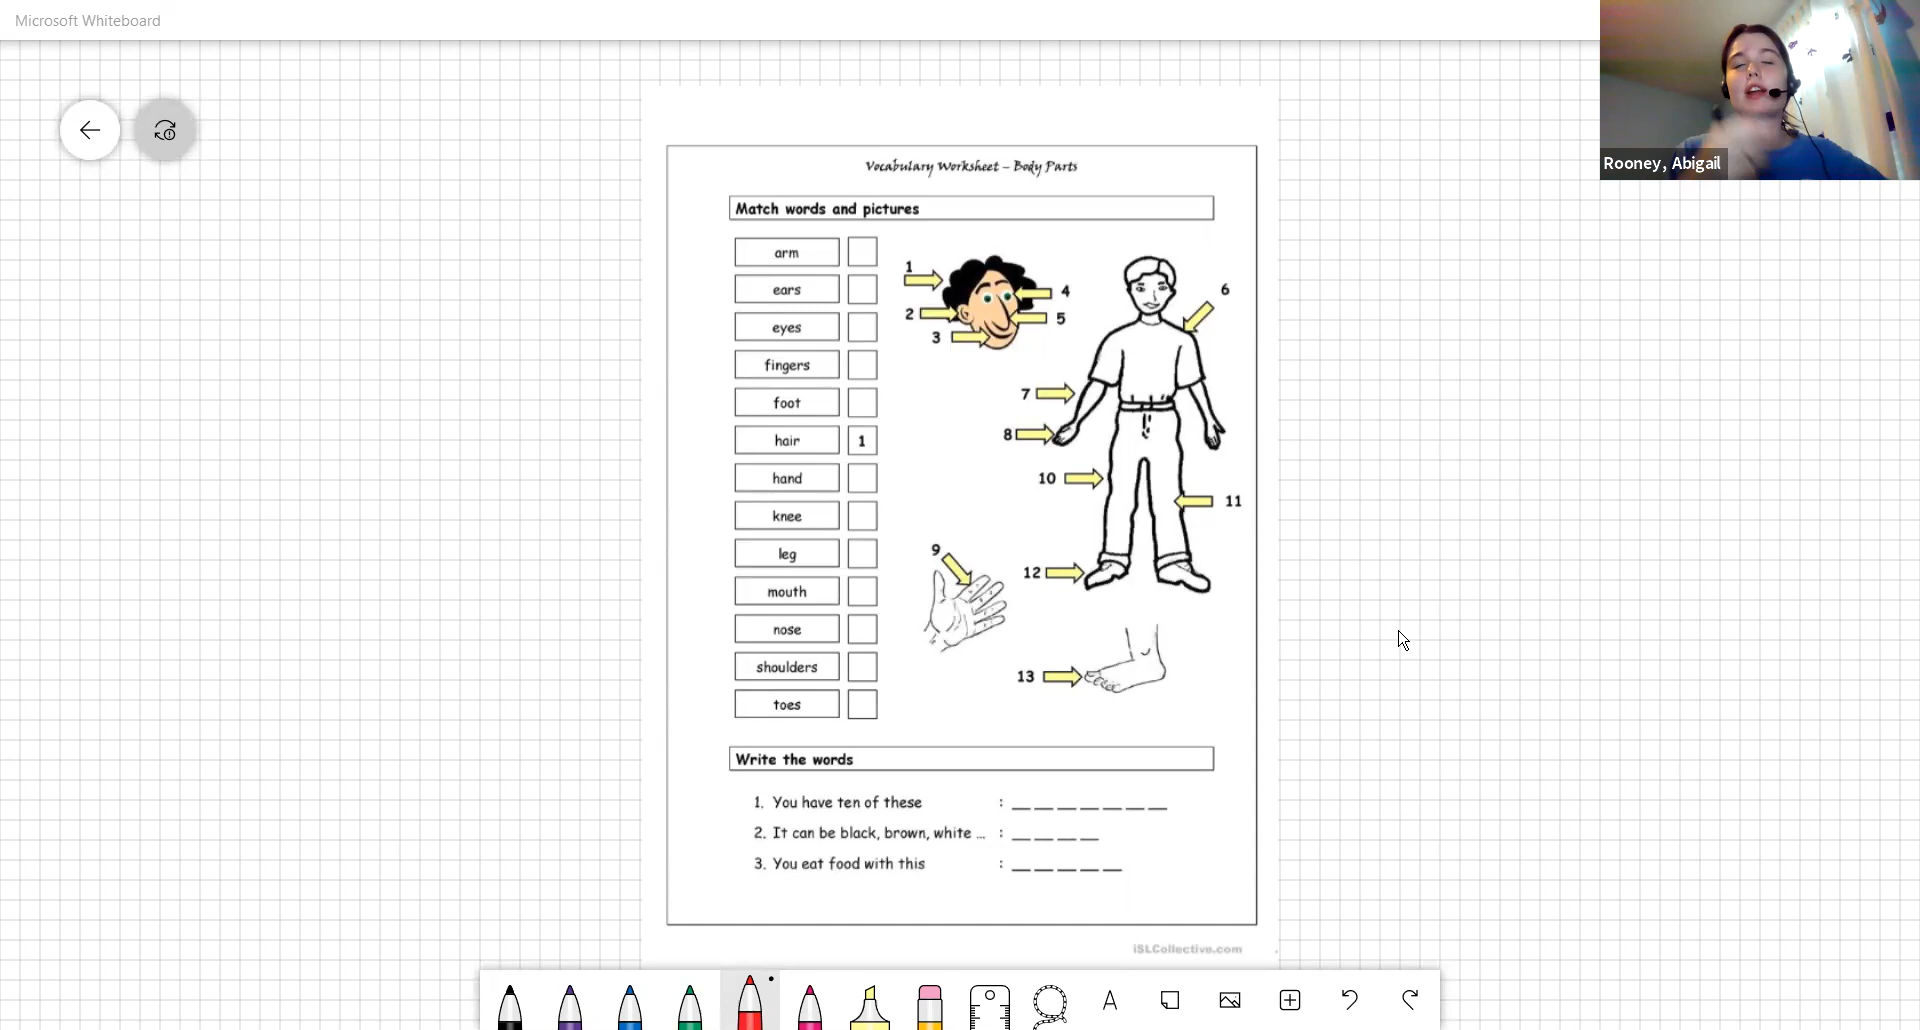 Microsoft Whiteboard
Rooney, Abigail
Vocabulary Worksheet – Body Parts
Match words and pictures
arm
ears
eyes
fingers
foot
hair 1
hand
knee
leg
mouth
nose
shoulders
toes
1
2
3
4
5
6
7
8
9
10
11
12
13
Write the words
1. You have ten of these : _ _ _ _ _ _ _
2. It can be black, brown, white ... : _ _ _ _
3. You eat food with this : _ _ _ _ _
iSLCollective.com
A